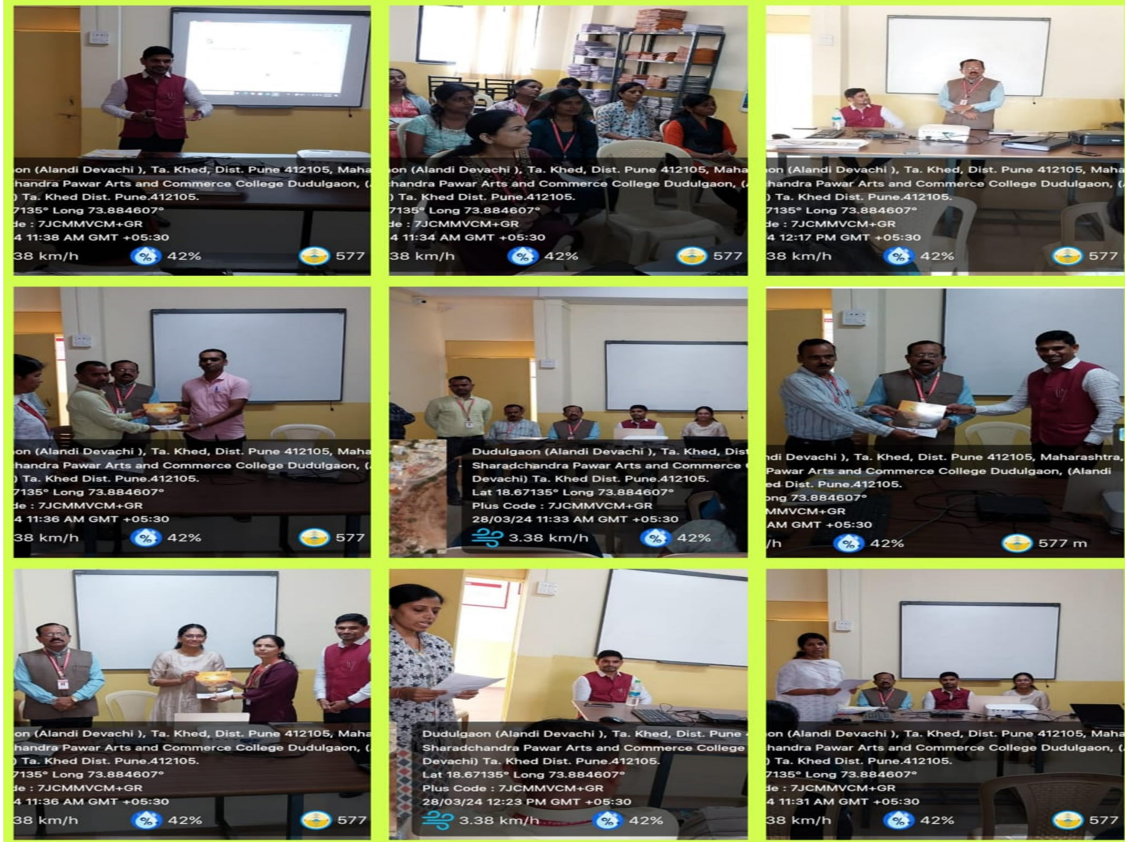 on (Alandi Devachi ), Ta. Khed, Dist. Pune 412105, Maha
handra Pawar Arts and Commerce College Dudulgaon, (
) Ta. Khed Dist. Pune.412105.
7135° Long 73.884607°
de : 7JCMMVCM+GR
4 11:38 AM GMT +05:30
38 km/h % 42% 577
on (Alandi Devachi ), Ta. Khed, Dist. Pune 412105, Maha
handra Pawar Arts and Commerce College Dudulgaon, (
) Ta. Khed Dist. Pune.412105.
7135° Long 73.884607°
de : 7JCMMVCM+GR
4 11:34 AM GMT +05:30
38 km/h % 42% 577
on (Alandi Devachi ), Ta. Khed, Dist. Pune 412105, Maha
handra Pawar Arts and Commerce College Dudulgaon, (
) Ta. Khed Dist. Pune.412105.
7135° Long 73.884607°
de : 7JCMMVCM+GR
4 12:17 PM GMT +05:30
38 km/h % 42% 577
on (Alandi Devachi ), Ta. Khed, Dist. Pune 412105, Maha
handra Pawar Arts and Commerce College Dudulgaon, (
) Ta. Khed Dist. Pune.412105.
7135° Long 73.884607°
de : 7JCMMVCM+GR
4 11:36 AM GMT +05:30
38 km/h % 42% 577
Dudulgaon (Alandi Devachi ), Ta. Khed, Dist
Sharadchandra Pawar Arts and Commerce
Devachi) Ta. Khed Dist. Pune.412105.
Lat 18.67135° Long 73.884607°
Plus Code : 7JCMMVCM+GR
28/03/24 11:33 AM GMT +05:30
3.38 km/h % 42%
di Devachi ), Ta. Khed, Dist. Pune 412105, Maharashtra,
Pawar Arts and Commerce College Dudulgaon, (Alandi
ed Dist. Pune.412105.
ong 73.884607°
MMVCM+GR
AM GMT +05:30
/h % 42% 577 m
on (Alandi Devachi ), Ta. Khed, Dist. Pune 412105, Maha
handra Pawar Arts and Commerce College Dudulgaon, (
) Ta. Khed Dist. Pune.412105.
7135° Long 73.884607°
de : 7JCMMVCM+GR
4 11:36 AM GMT +05:30
38 km/h % 42% 577
Dudulgaon (Alandi Devachi ), Ta. Khed, Dist. Pune
Sharadchandra Pawar Arts and Commerce College
Devachi) Ta. Khed Dist. Pune.412105.
Lat 18.67135° Long 73.884607°
Plus Code : 7JCMMVCM+GR
28/03/24 12:23 PM GMT +05:30
3.38 km/h % 42%
on (Alandi Devachi ), Ta. Khed, Dist. Pune 412105, Maha
handra Pawar Arts and Commerce College Dudulgaon, (
) Ta. Khed Dist. Pune.412105.
7135° Long 73.884607°
de : 7JCMMVCM+GR
4 11:31 AM GMT +05:30
38 km/h % 42% 577